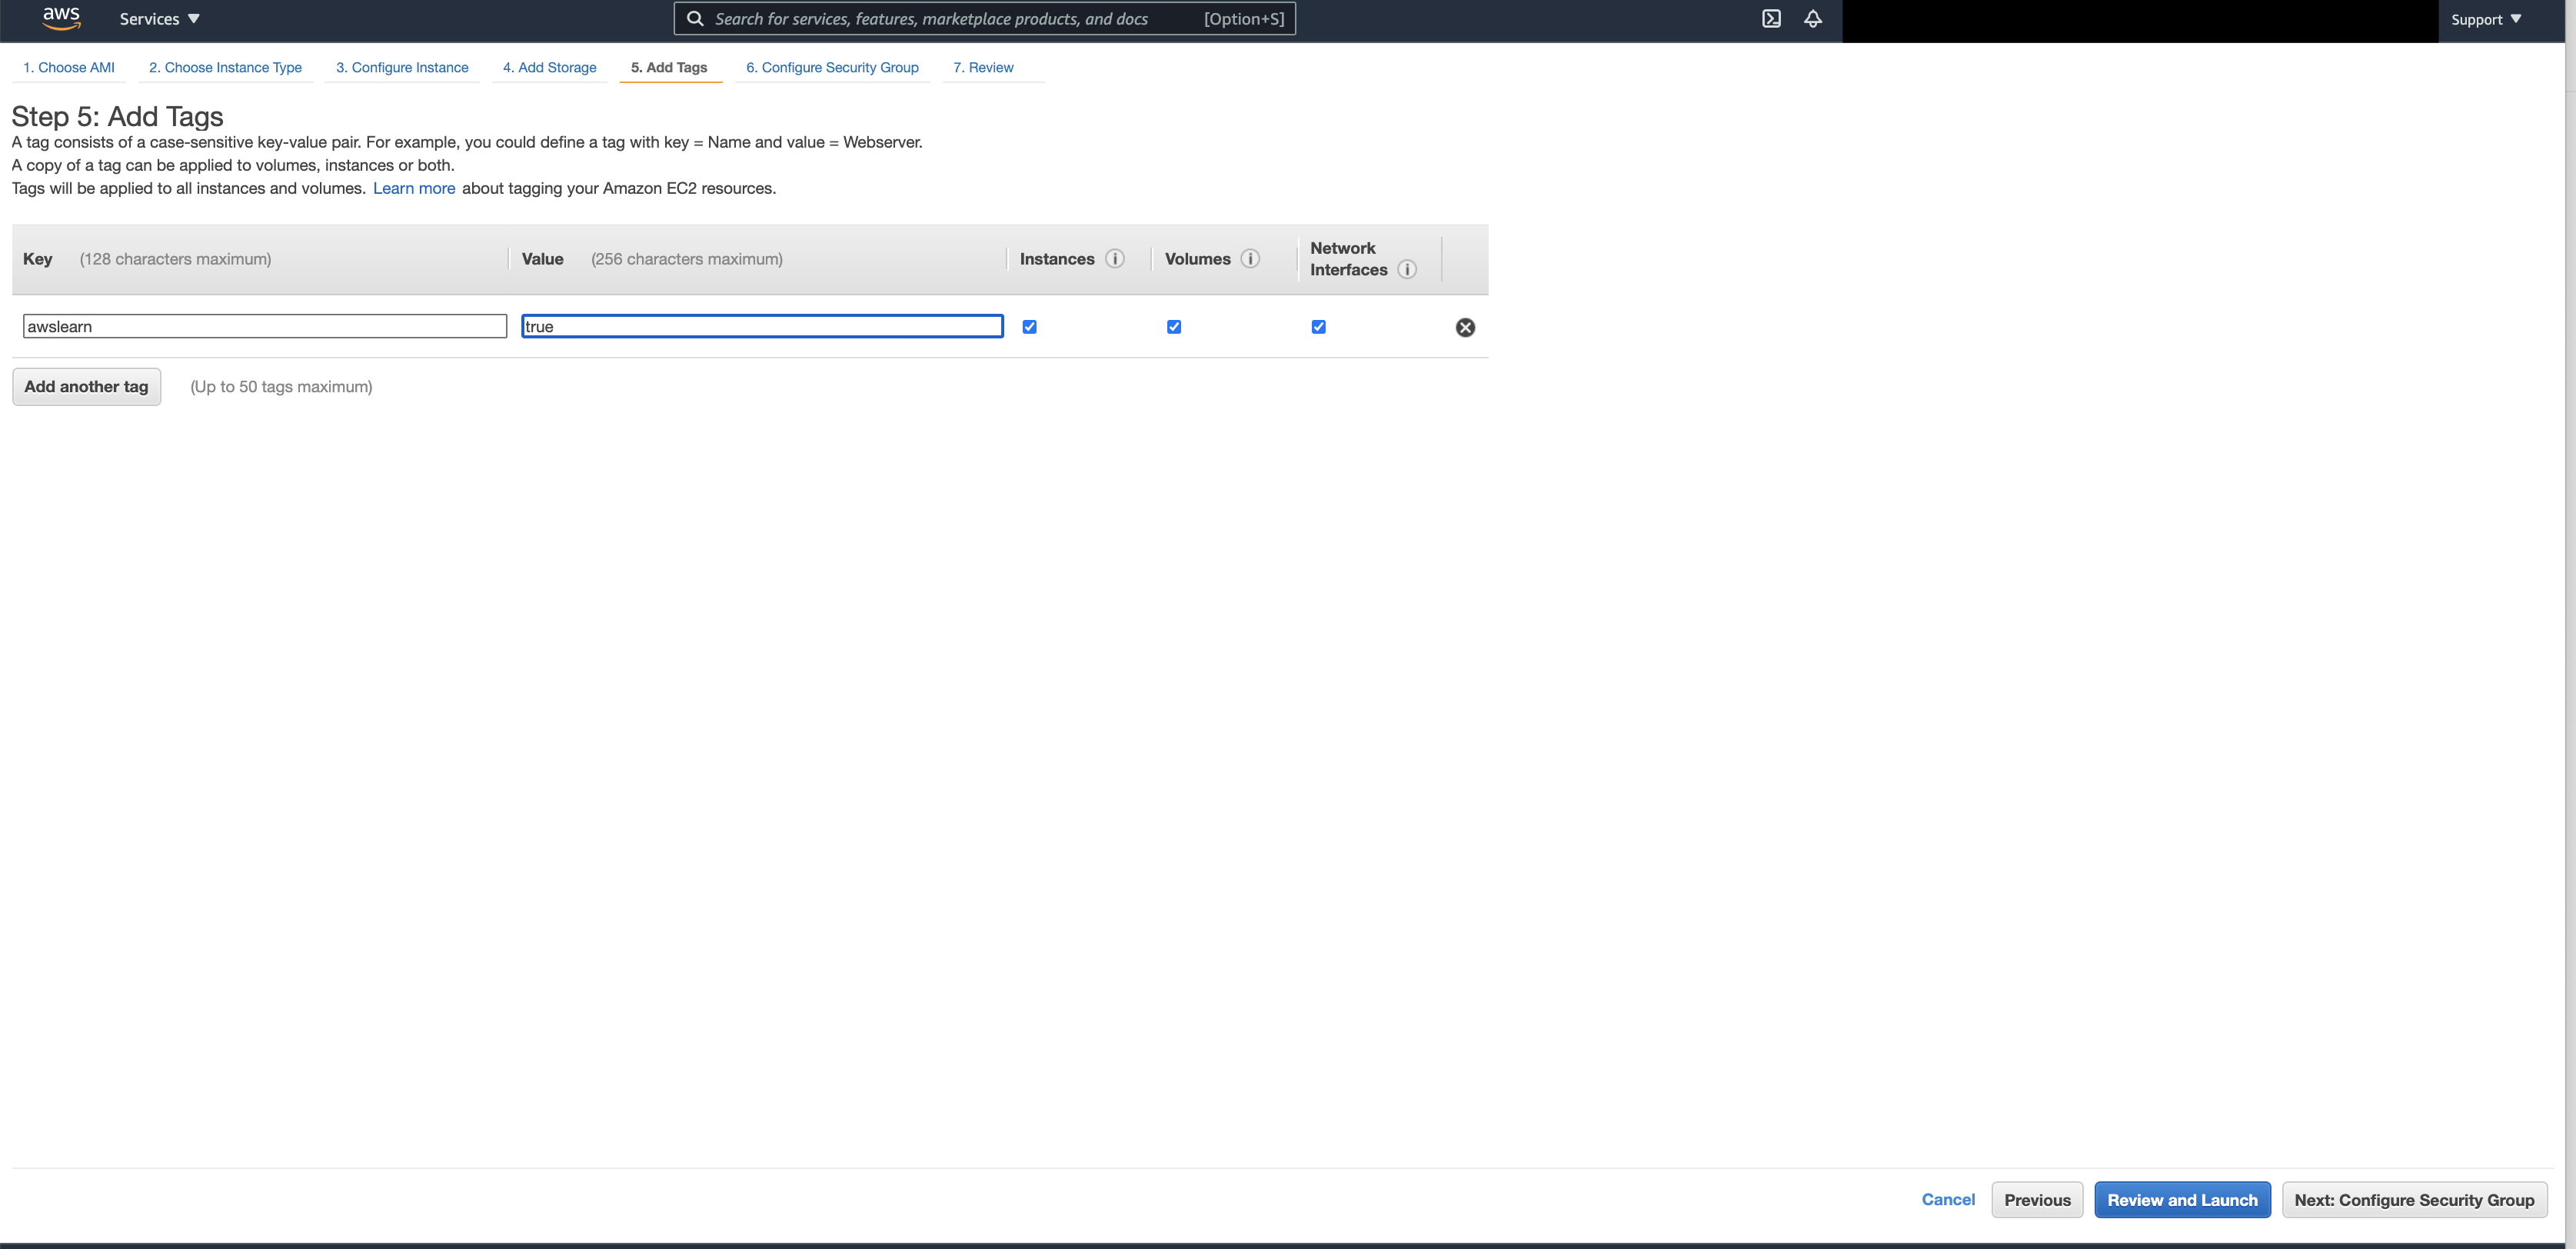 aws Services Search for services, features, marketplace products, and docs [Option+S] Support
1. Choose AMI 2. Choose Instance Type 3. Configure Instance 4. Add Storage 5. Add Tags 6. Configure Security Group 7. Review
Step 5: Add Tags
A tag consists of a case-sensitive key-value pair. For example, you could define a tag with key = Name and value = Webserver.
A copy of a tag can be applied to volumes, instances or both.
Tags will be applied to all instances and volumes. Learn more about tagging your Amazon EC2 resources.
Key (128 characters maximum) Value (256 characters maximum) Instances Volumes Network Interfaces
awslearn true
Add another tag (Up to 50 tags maximum)
Cancel Previous Review and Launch Next: Configure Security Group